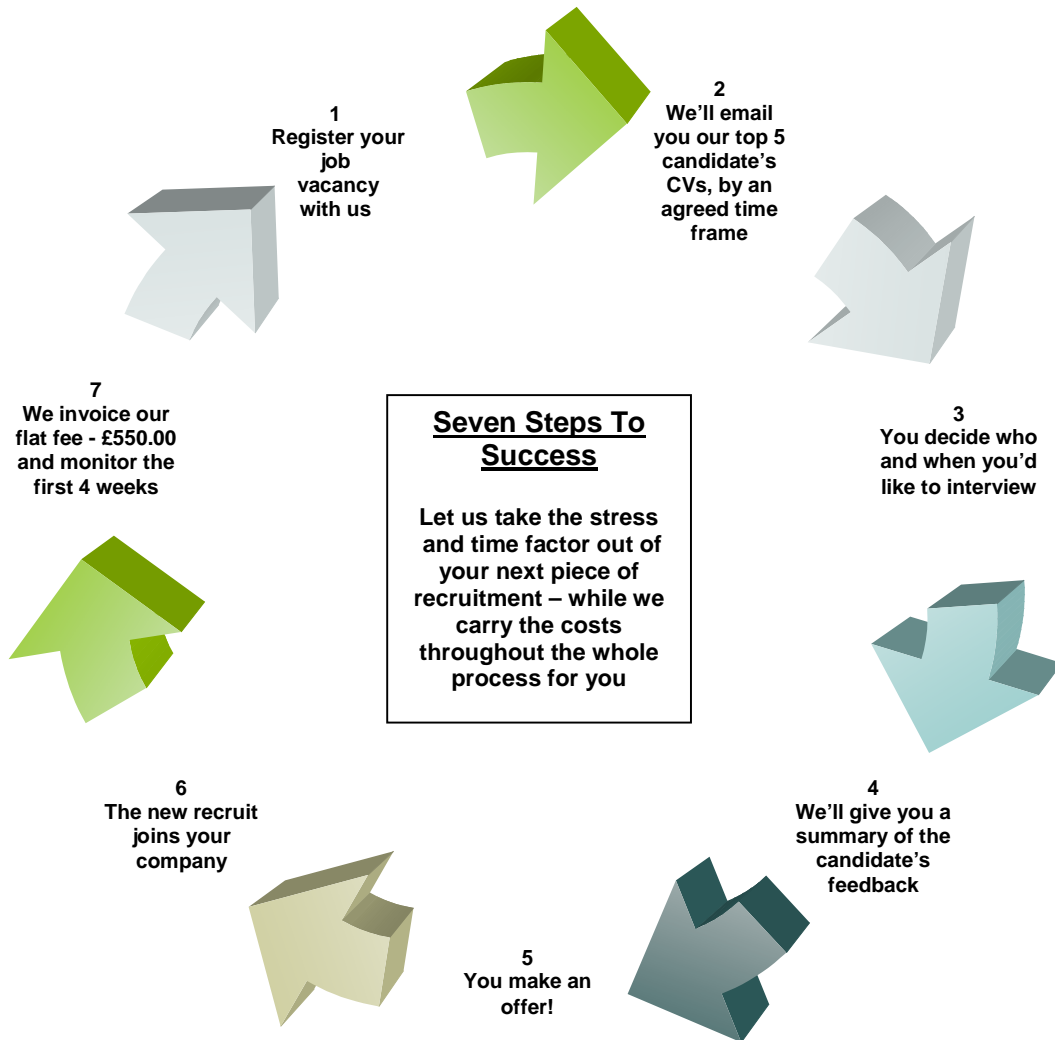 1
Register your
job
vacancy
with us
2
We’ll email
you our top 5
candidate’s
CVs, by an
agreed time
frame
3
You decide who
and when you’d
like to interview
4
We’ll give you a
summary of the
candidate’s
feedback
5
You make an
offer!
6
The new recruit
joins your
company
7
We invoice our
flat fee - £550.00
and monitor the
first 4 weeks
Seven Steps To
Success
Let us take the stress
and time factor out of
your next piece of
recruitment – while we
carry the costs
throughout the whole
process for you